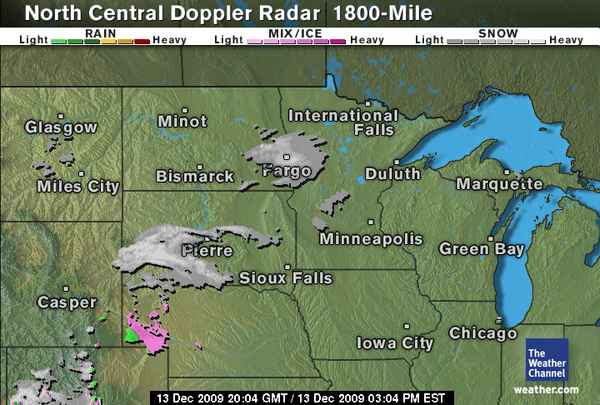 North Central Doppler Radar 1800-Mile
RAIN MIX/ICE SNOW
Light Heavy Light Heavy Light Heavy
International
Falls
Minot
Glasgow
Fargo
Duluth
Bismarck
Miles City
Marquette
Minneapolis
Pierre
Green Bay
Sioux Falls
Casper
Chicago
Iowa City
The
Weather
Channel
weather.com
13 Dec 2009 20:04 GMT / 13 Dec 2009 03:04 PM EST